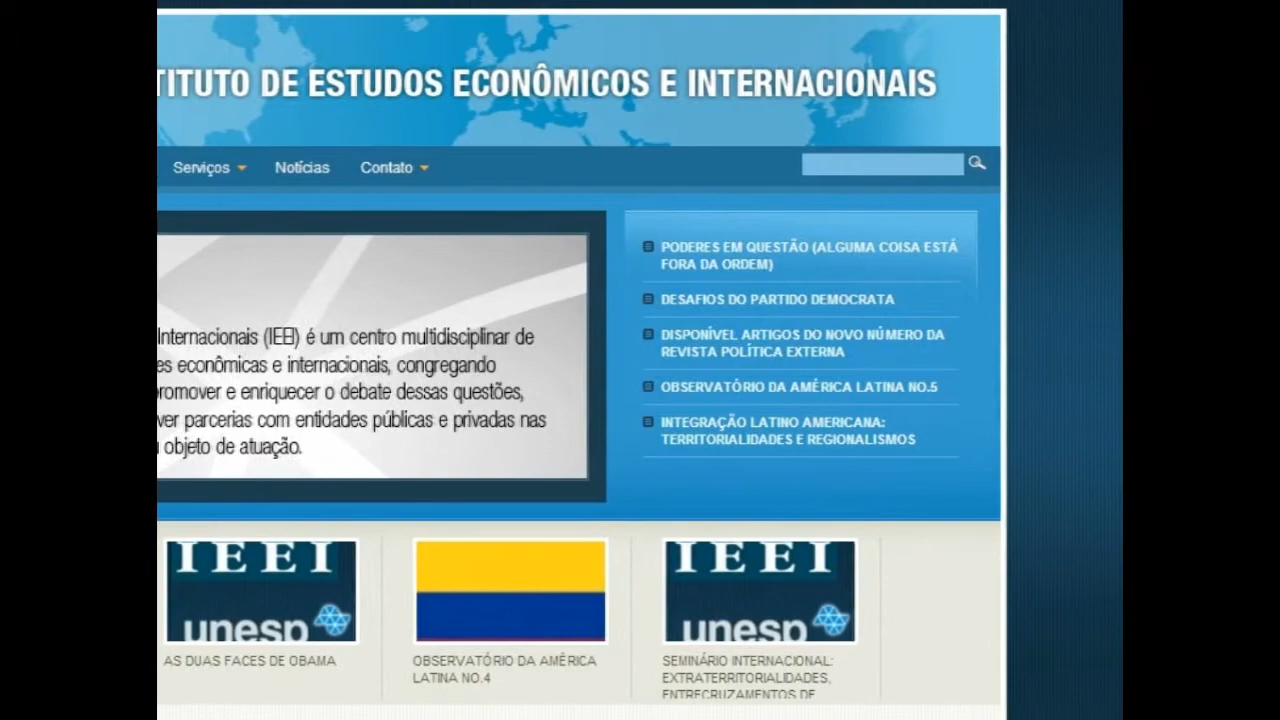 TITUTO DE ESTUDOS ECONÔMICOS E INTERNACIONAIS
Serviços Notícias Contato
Internacionais (IEEI) é um centro multidisciplinar de
es econômicas e internacionais, congregando
romover e enriquecer o debate dessas questões,
ver parcerias com entidades públicas e privadas nas
objeto de atuação.
PODERES EM QUESTÃO (ALGUMA COISA ESTÁ
FORA DA ORDEM)
DESAFIOS DO PARTIDO DEMOCRATA
DISPONÍVEL ARTIGOS DO NOVO NÚMERO DA
REVISTA POLÍTICA EXTERNA
OBSERVATÓRIO DA AMÉRICA LATINA NO.5
INTEGRAÇÃO LATINO AMERICANA:
TERRITORIALIDADES E REGIONALISMOS
IEEI
unesp
AS DUAS FACES DE OBAMA
OBSERVATÓRIO DA AMÉRICA
LATINA NO.4
IEEI
unesp
SEMINÁRIO INTERNACIONAL:
EXTRATERRITORIALIDADES,
ENTRECRUZAMENTOS DE